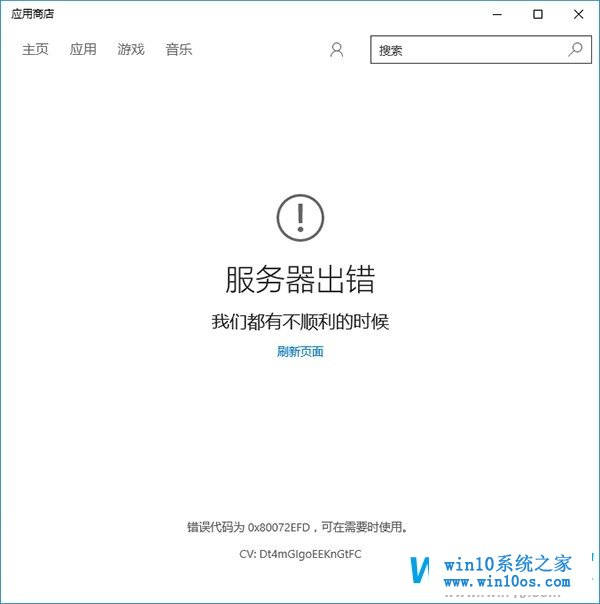 应用商店
主页 应用 游戏 音乐 搜索
服务器出错
我们都有不顺利的时候
刷新页面
错误代码为 0x80072EFD，可在需要时使用。
CV: Dt4mGIgoEEKnGtFC
win10系统之家
www.win10os.com